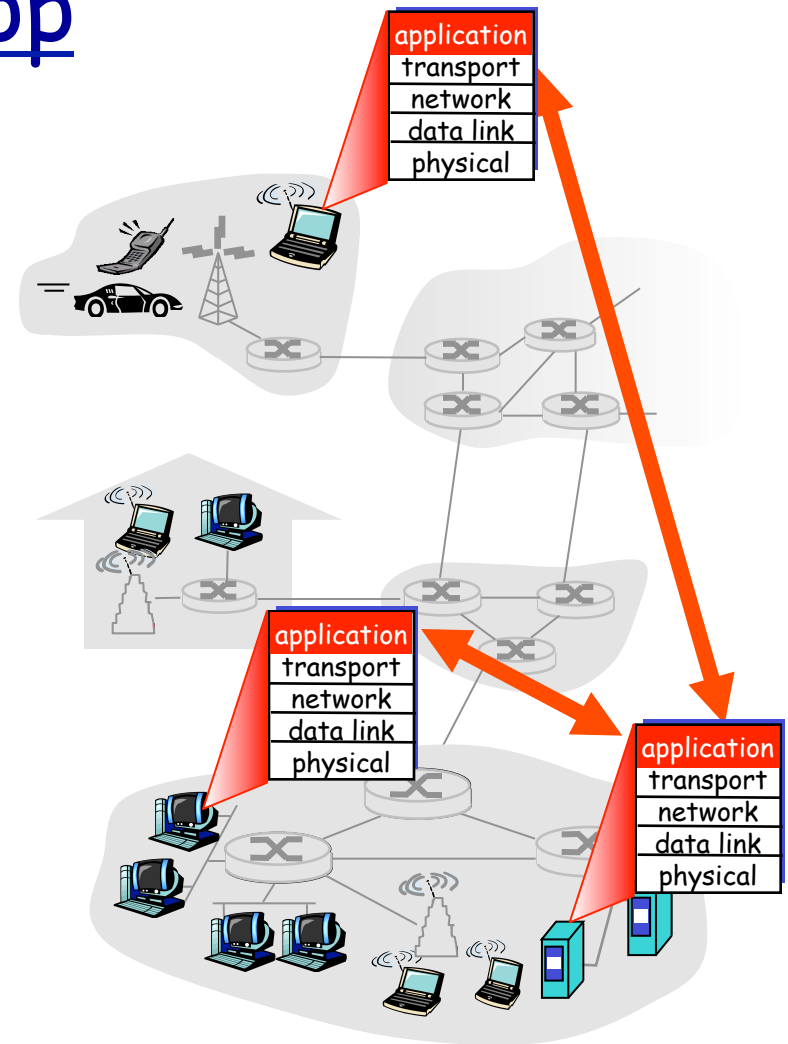 application
transport
network
data link
physical
application
transport
network
data link
physical
application
transport
network
data link
physical